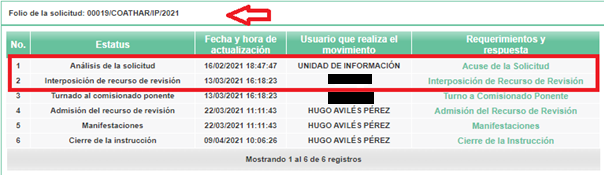 Folio de la solicitud: 00019/COATHAR/IP/2021
No. Estatus Fecha y hora de actualización Usuario que realiza el movimiento Requerimientos y respuesta
1 Análisis de la solicitud 16/02/2021 18:47:47 UNIDAD DE INFORMACIÓN Acuse de la Solicitud
2 Interposición de recurso de revisión 13/03/2021 16:18:23 Interposición de Recurso de Revisión
3 Turnado al comisionado ponente 13/03/2021 16:18:23 Turno a Comisionado Ponente
4 Admisión del recurso de revisión 22/03/2021 11:11:43 HUGO AVILÉS PÉREZ Admisión del Recurso de Revisión
5 Manifestaciones 22/03/2021 11:11:43 HUGO AVILÉS PÉREZ Manifestaciones
6 Cierre de la instrucción 09/04/2021 10:06:26 HUGO AVILÉS PÉREZ Cierre de la Instrucción
Mostrando 1 al 6 de 6 registros